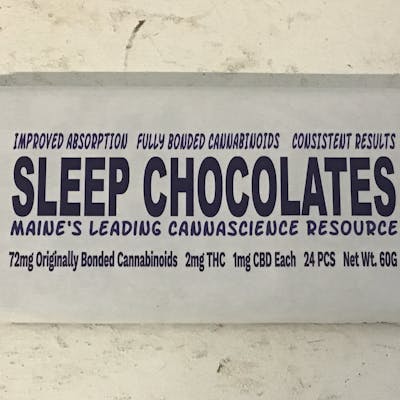 IMPROVED ABSORPTION FULLY BONDED CANNABINOIDS CONSISTENT RESULTS
SLEEP CHOCOLATES
MAINE'S LEADING CANNASCIENCE RESOURCE
72mg Originally Bonded Cannabinoids 2mg THC 1mg CBD Each 24 PCS Net Wt. 60G